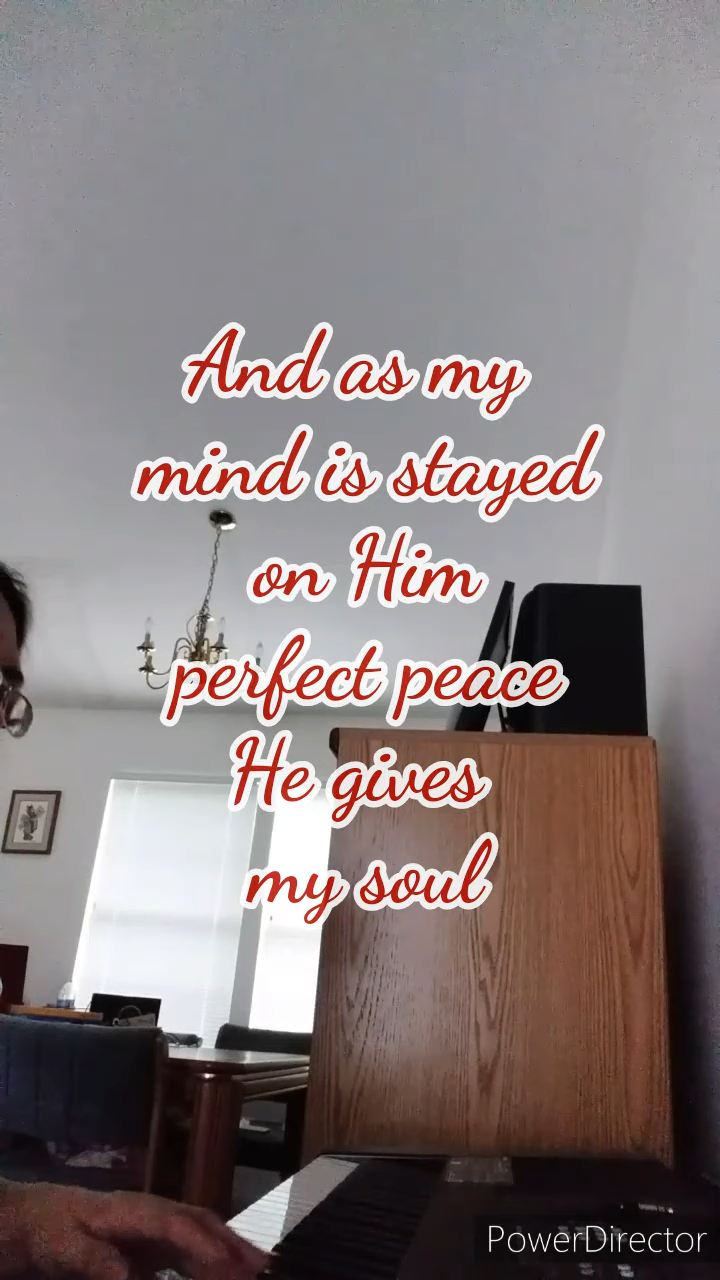 And as my
mind is stayed
on Him
perfect peace
He gives
my soul
PowerDirector